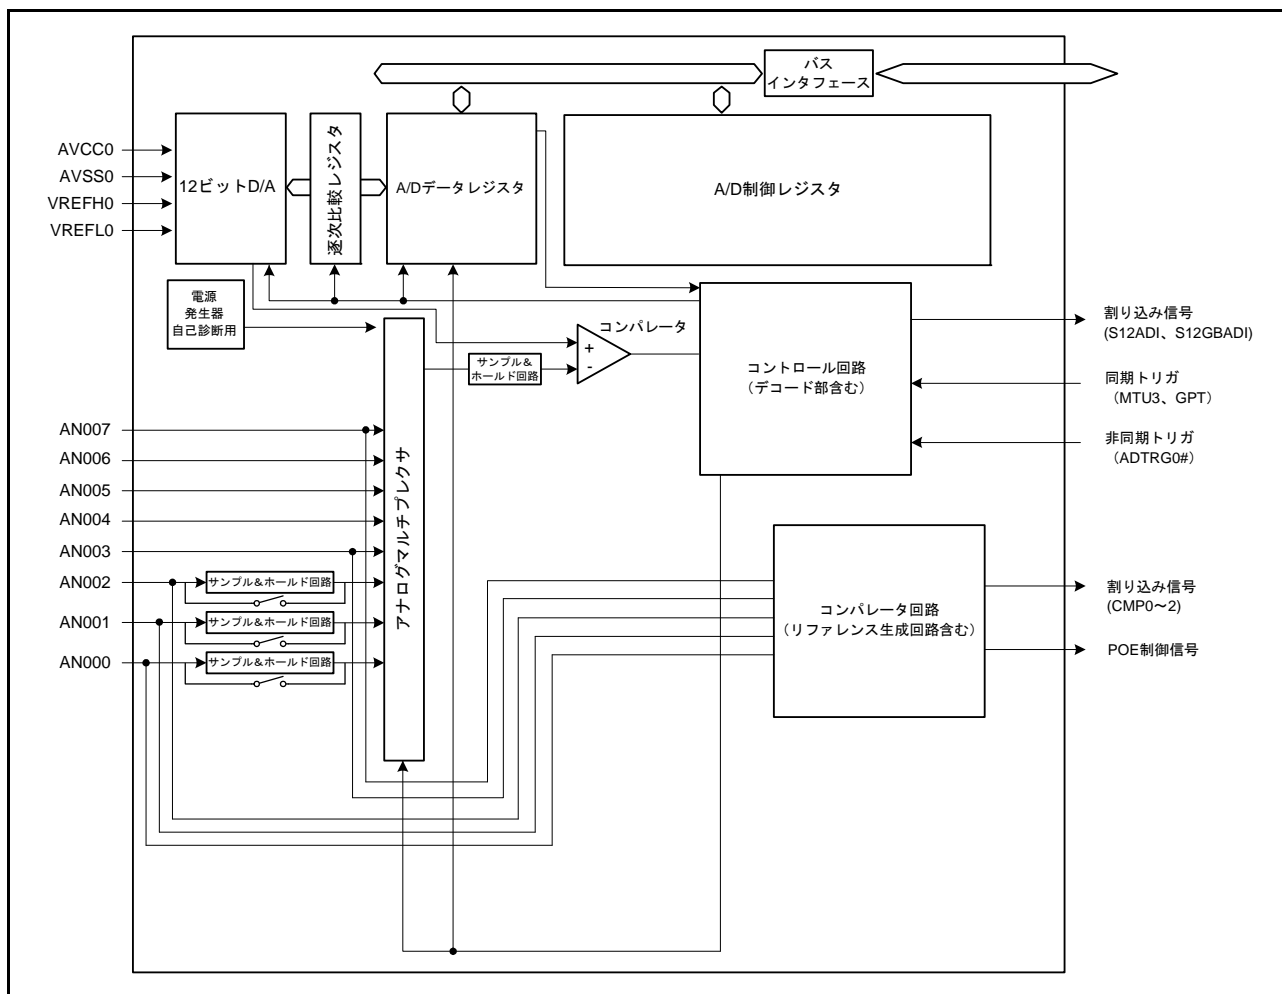 バス
インタフェース
AVCC0
AVSS0
VREFH0
VREFL0
12ビットD/A
逐次比較レジスタ
A/Dデータレジスタ
A/D制御レジスタ
電源
発生器
自己診断用
コンパレータ
+
-
サンプル&
ホールド回路
コントロール回路
(デコード部含む)
割り込み信号
(S12ADI、S12GBADI)
同期トリガ
(MTU3、GPT)
非同期トリガ
(ADTRG0#)
アナログマルチプレクサ
AN007
AN006
AN005
AN004
AN003
AN002
サンプル&ホールド回路
AN001
サンプル&ホールド回路
AN000
サンプル&ホールド回路
コンパレータ回路
(リファレンス生成回路含む)
割り込み信号
(CMP0~2)
POE制御信号